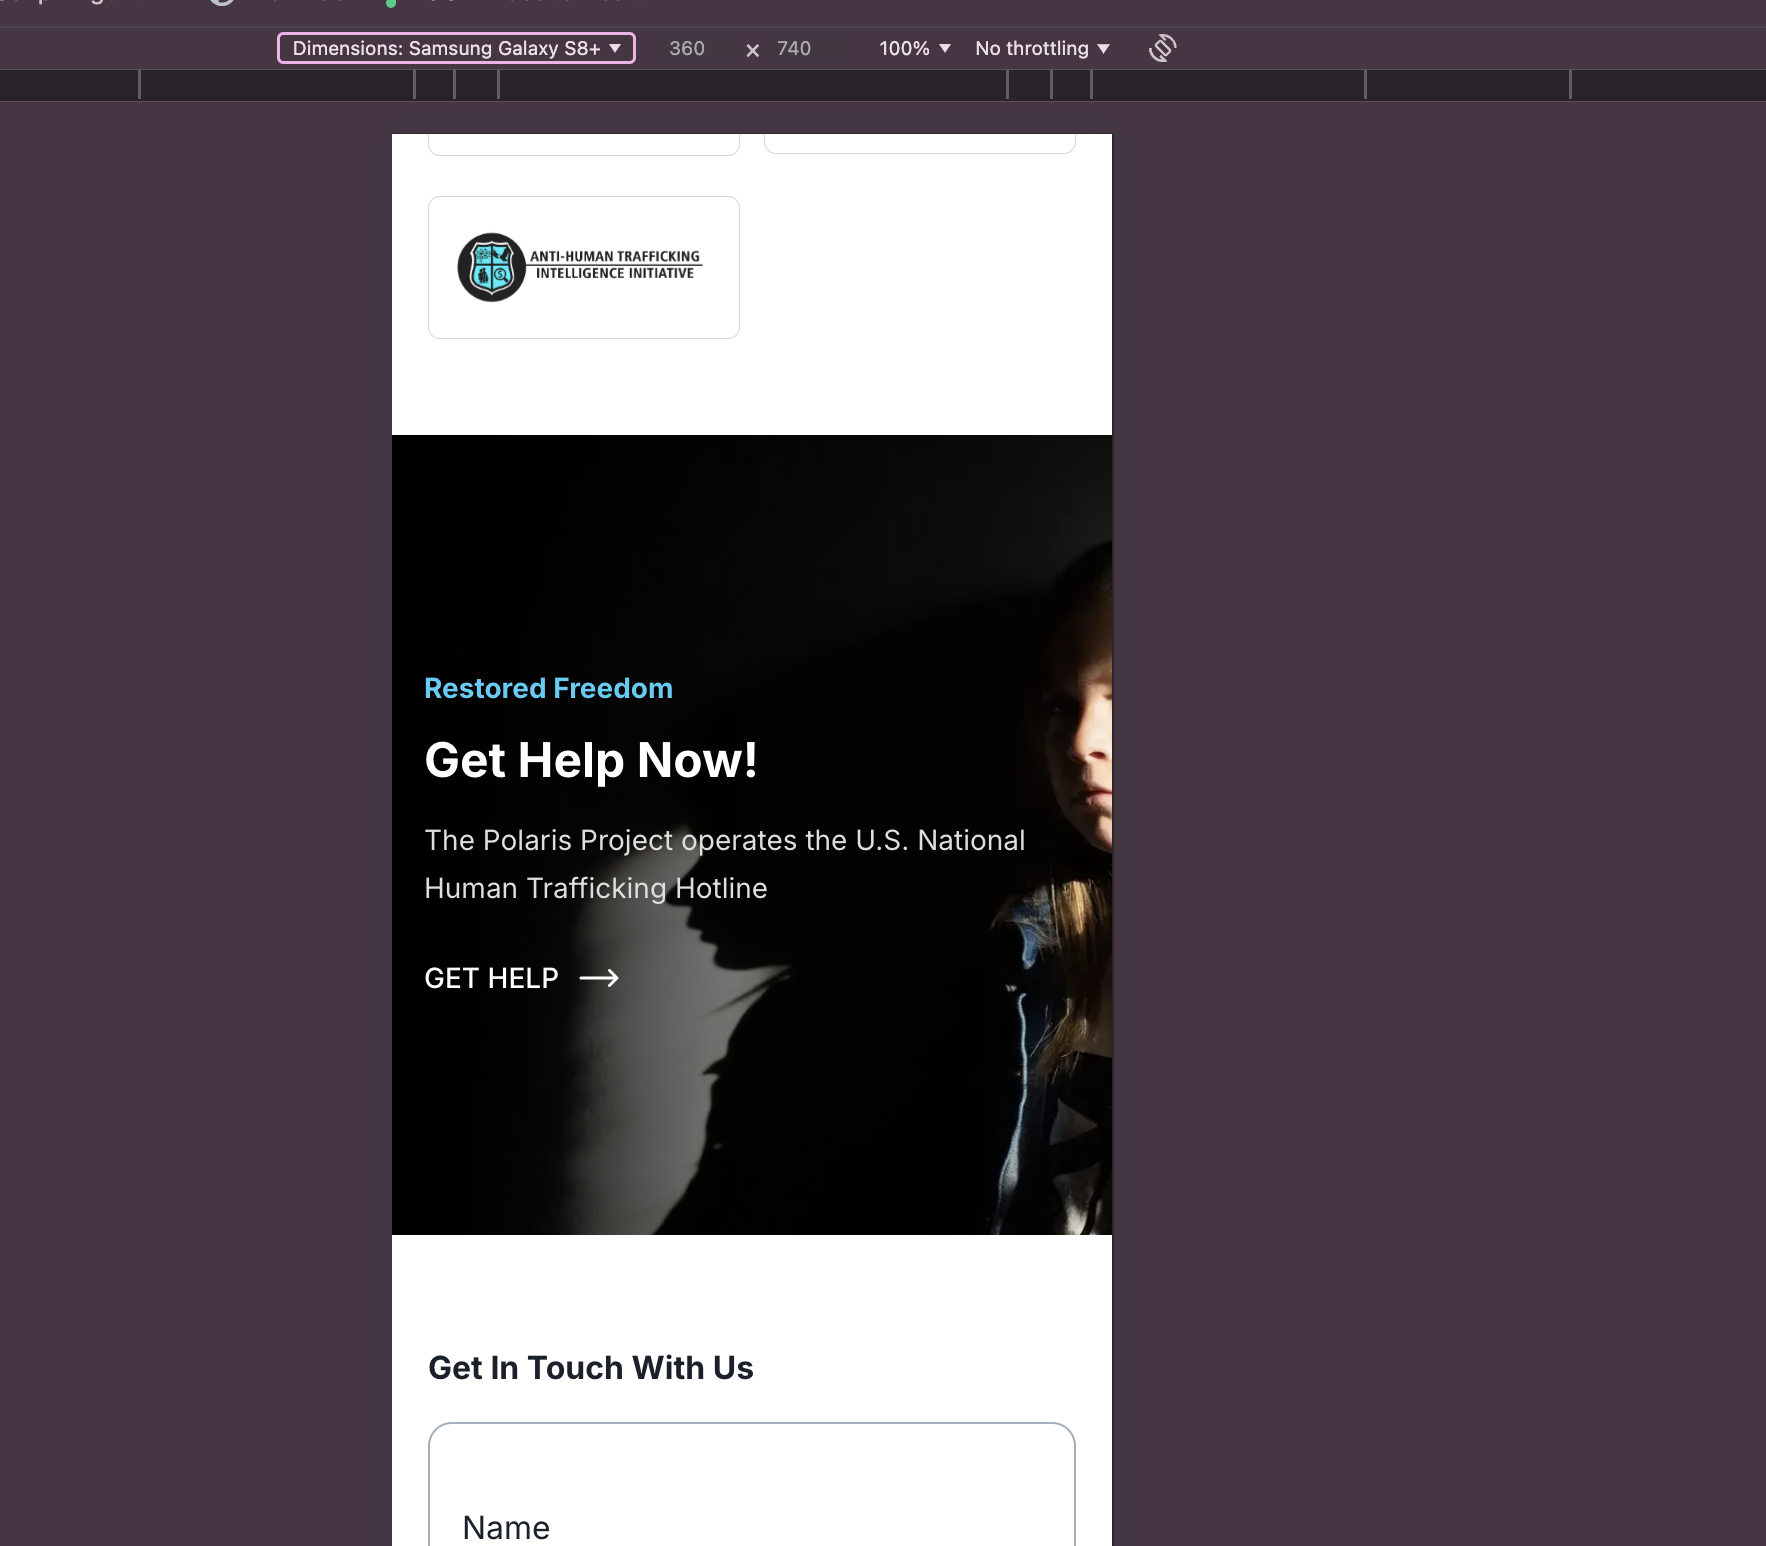 Dimensions: Samsung Galaxy S8+ ▼ 360 × 740 100% ▼ No throttling ▼
ANTI-HUMAN TRAFFICKING
INTELLIGENCE INITIATIVE
Restored Freedom
Get Help Now!
The Polaris Project operates the U.S. National
Human Trafficking Hotline
GET HELP
Get In Touch With Us
Name